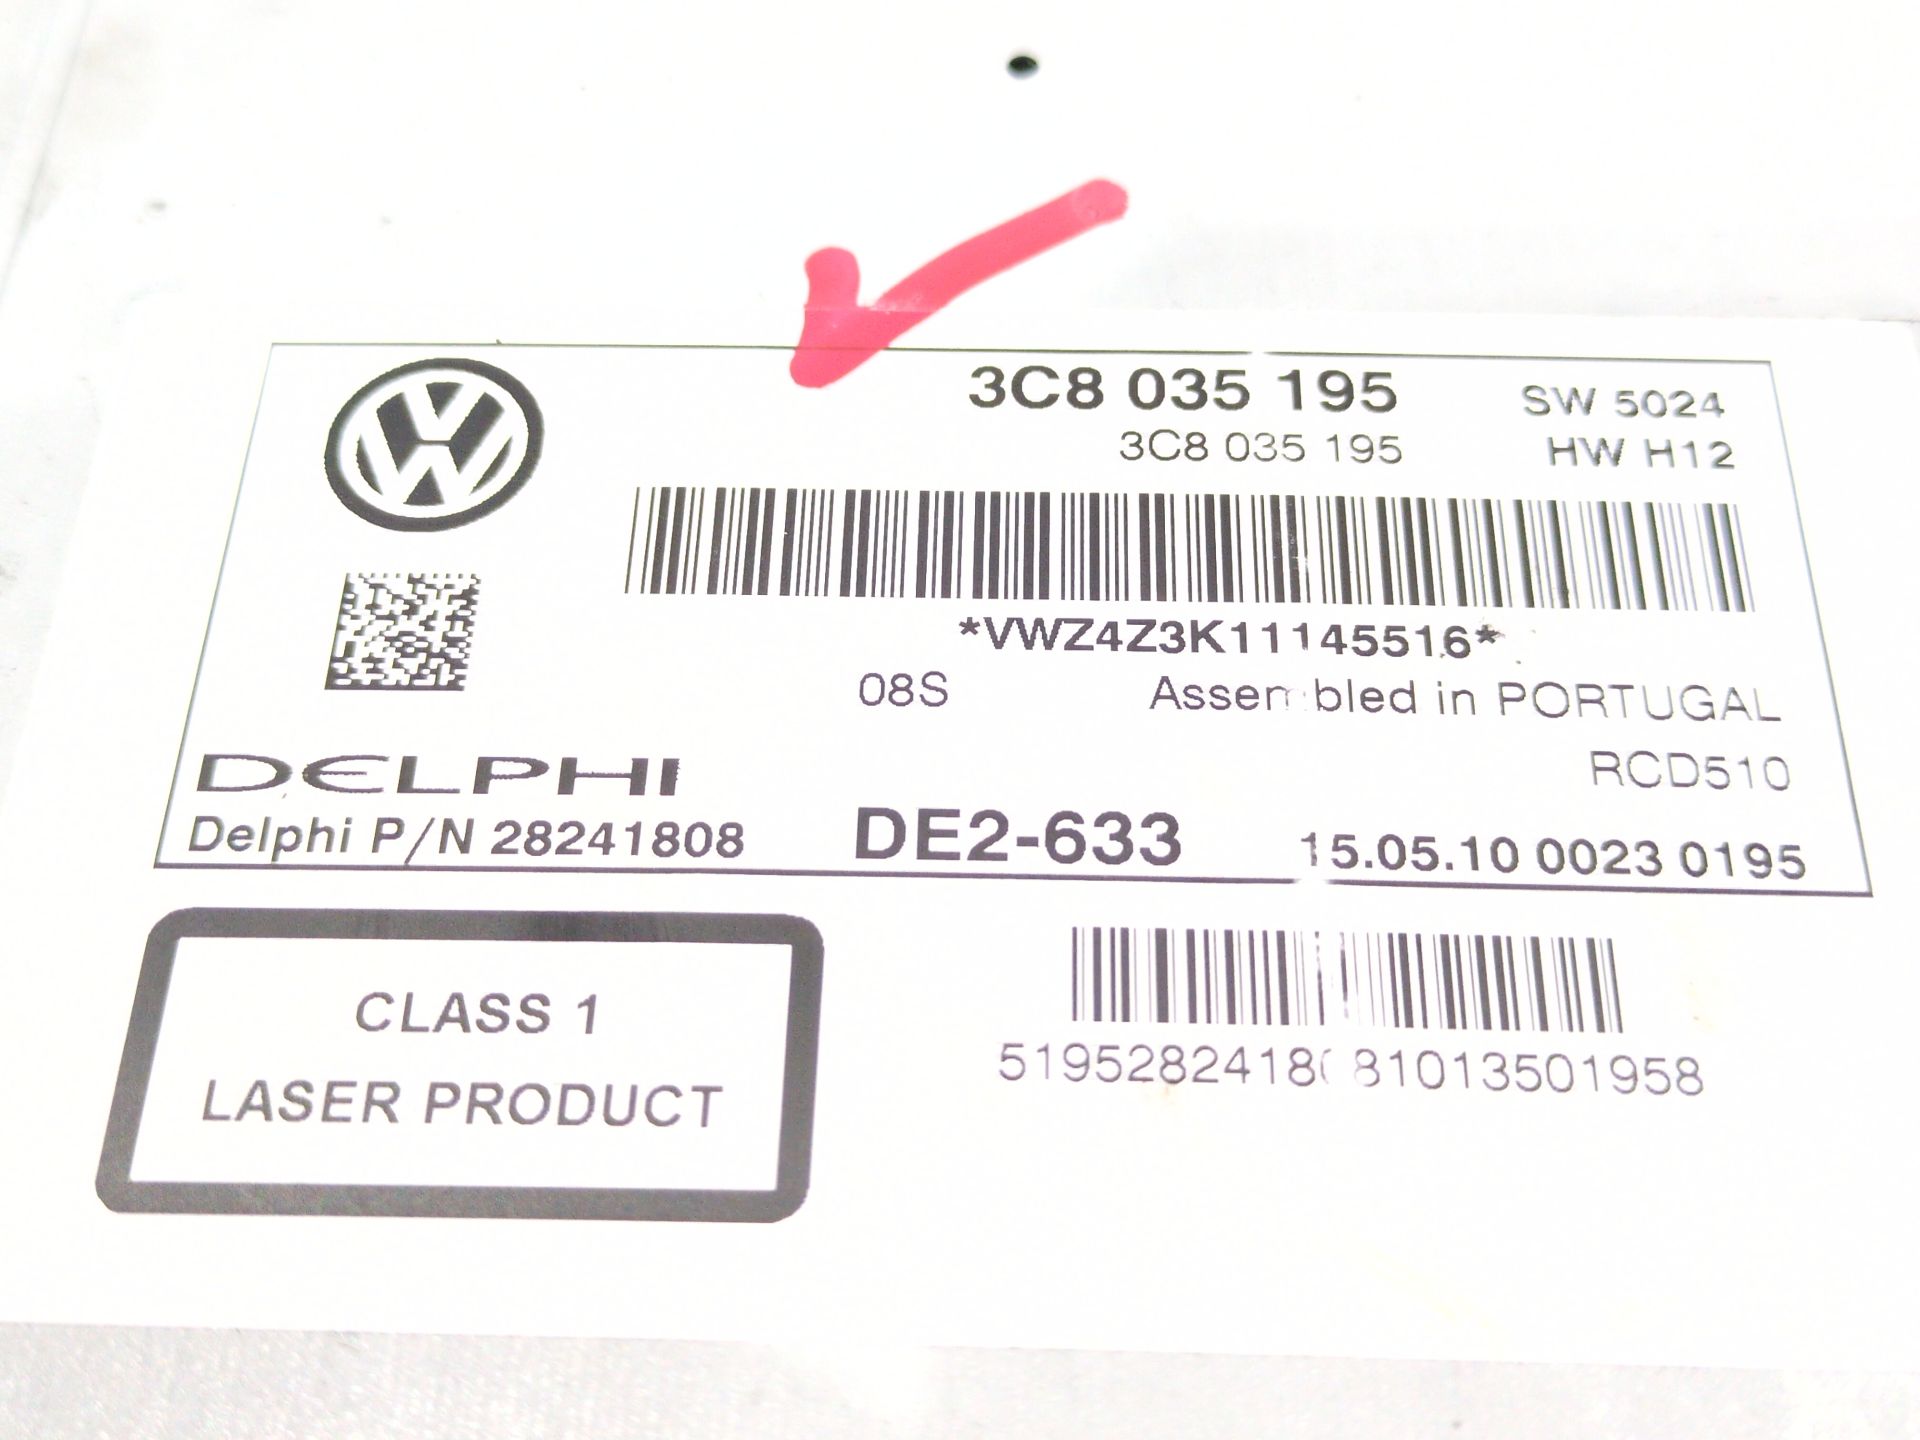 3C8 035 195 SW 5024
3C8 035 195 HW H12
*VWZ4Z3K11145516*
08S Assembled in PORTUGAL
DELPHI RCD510
Delphi P/N 28241808 DE2-633 15.05.10 0023 0195
CLASS 1
LASER PRODUCT
5195282418081013501958